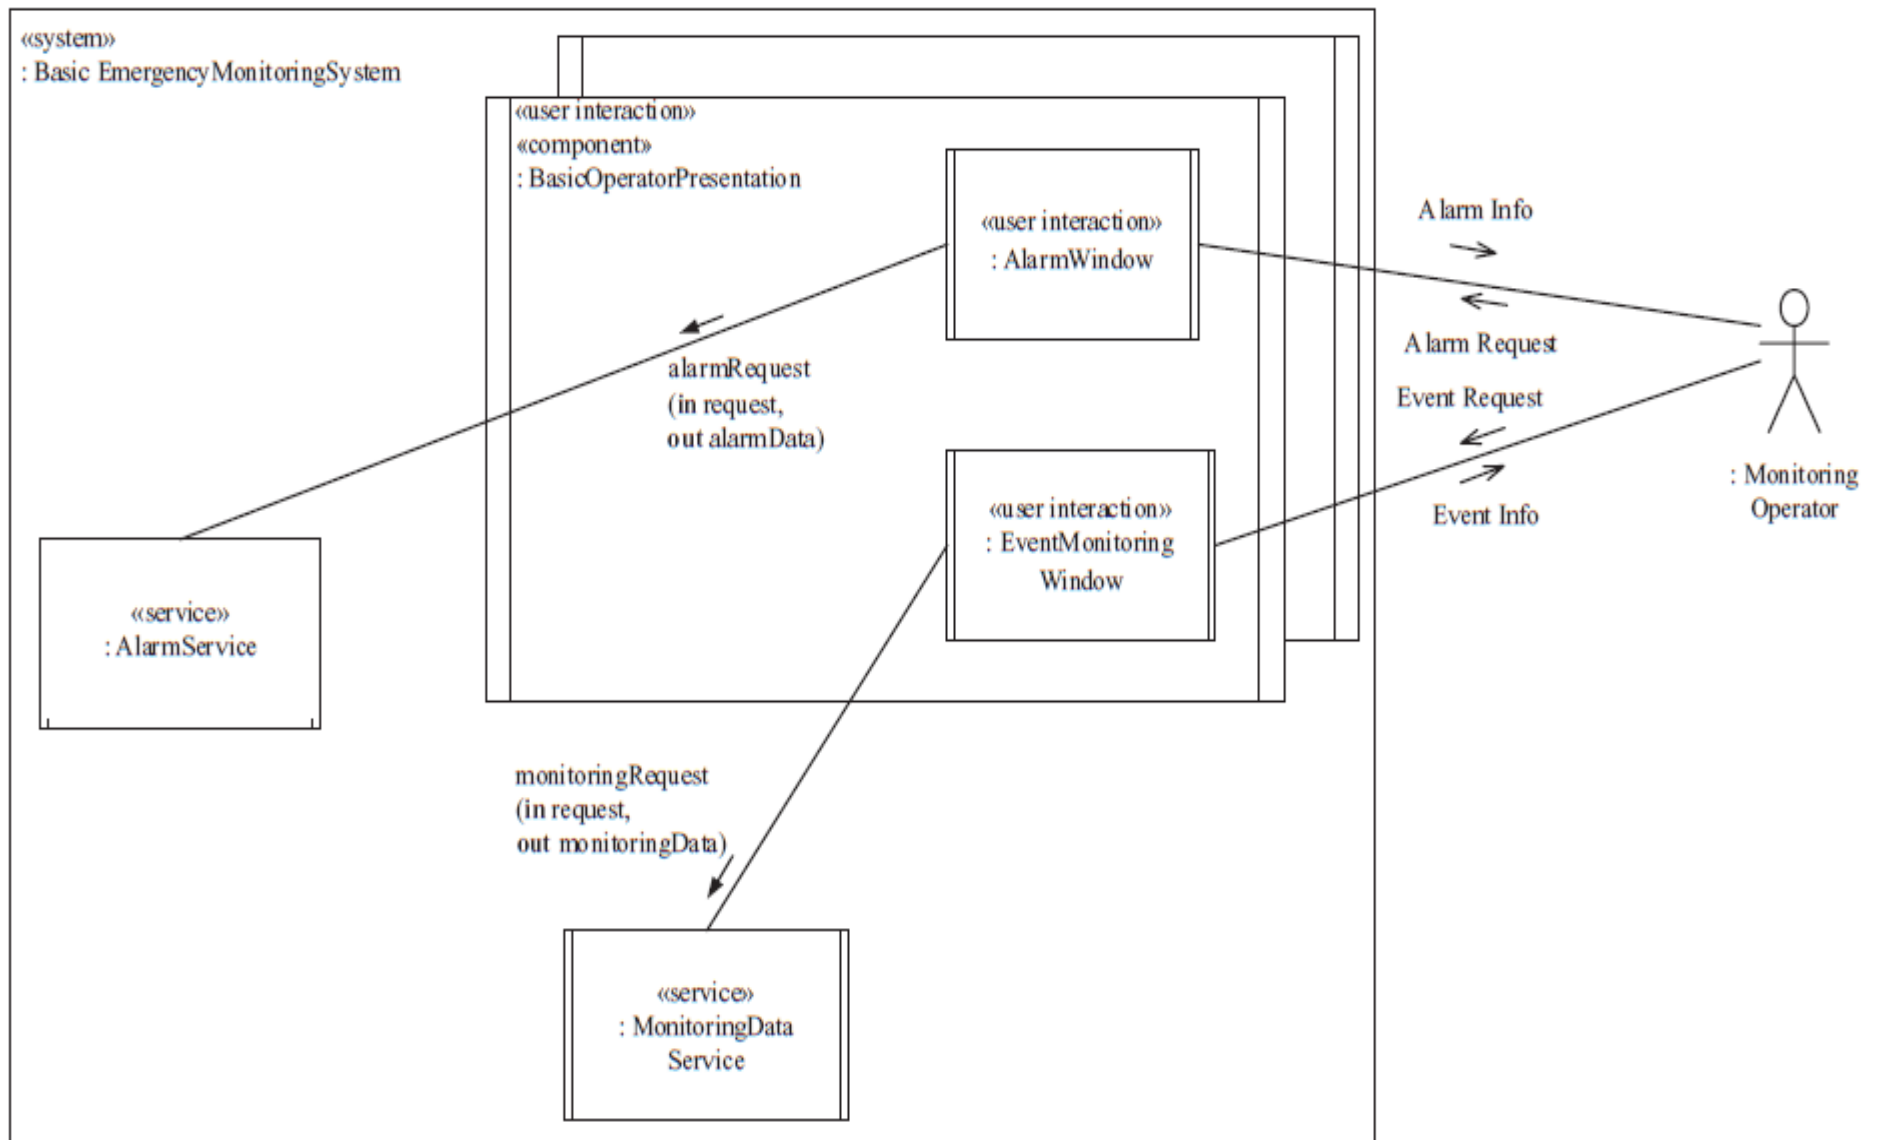 «system»
: Basic EmergencyMonitoringSystem
«user interaction»
«component»
: BasicOperatorPresentation
«user interaction»
: AlarmWindow
Alarm Info
Alarm Request
alarmRequest
(in request,
out alarmData)
Event Request
Event Info
: Monitoring
Operator
«user interaction»
: EventMonitoring
Window
«service»
: AlarmService
monitoringRequest
(in request,
out monitoringData)
«service»
: MonitoringData
Service